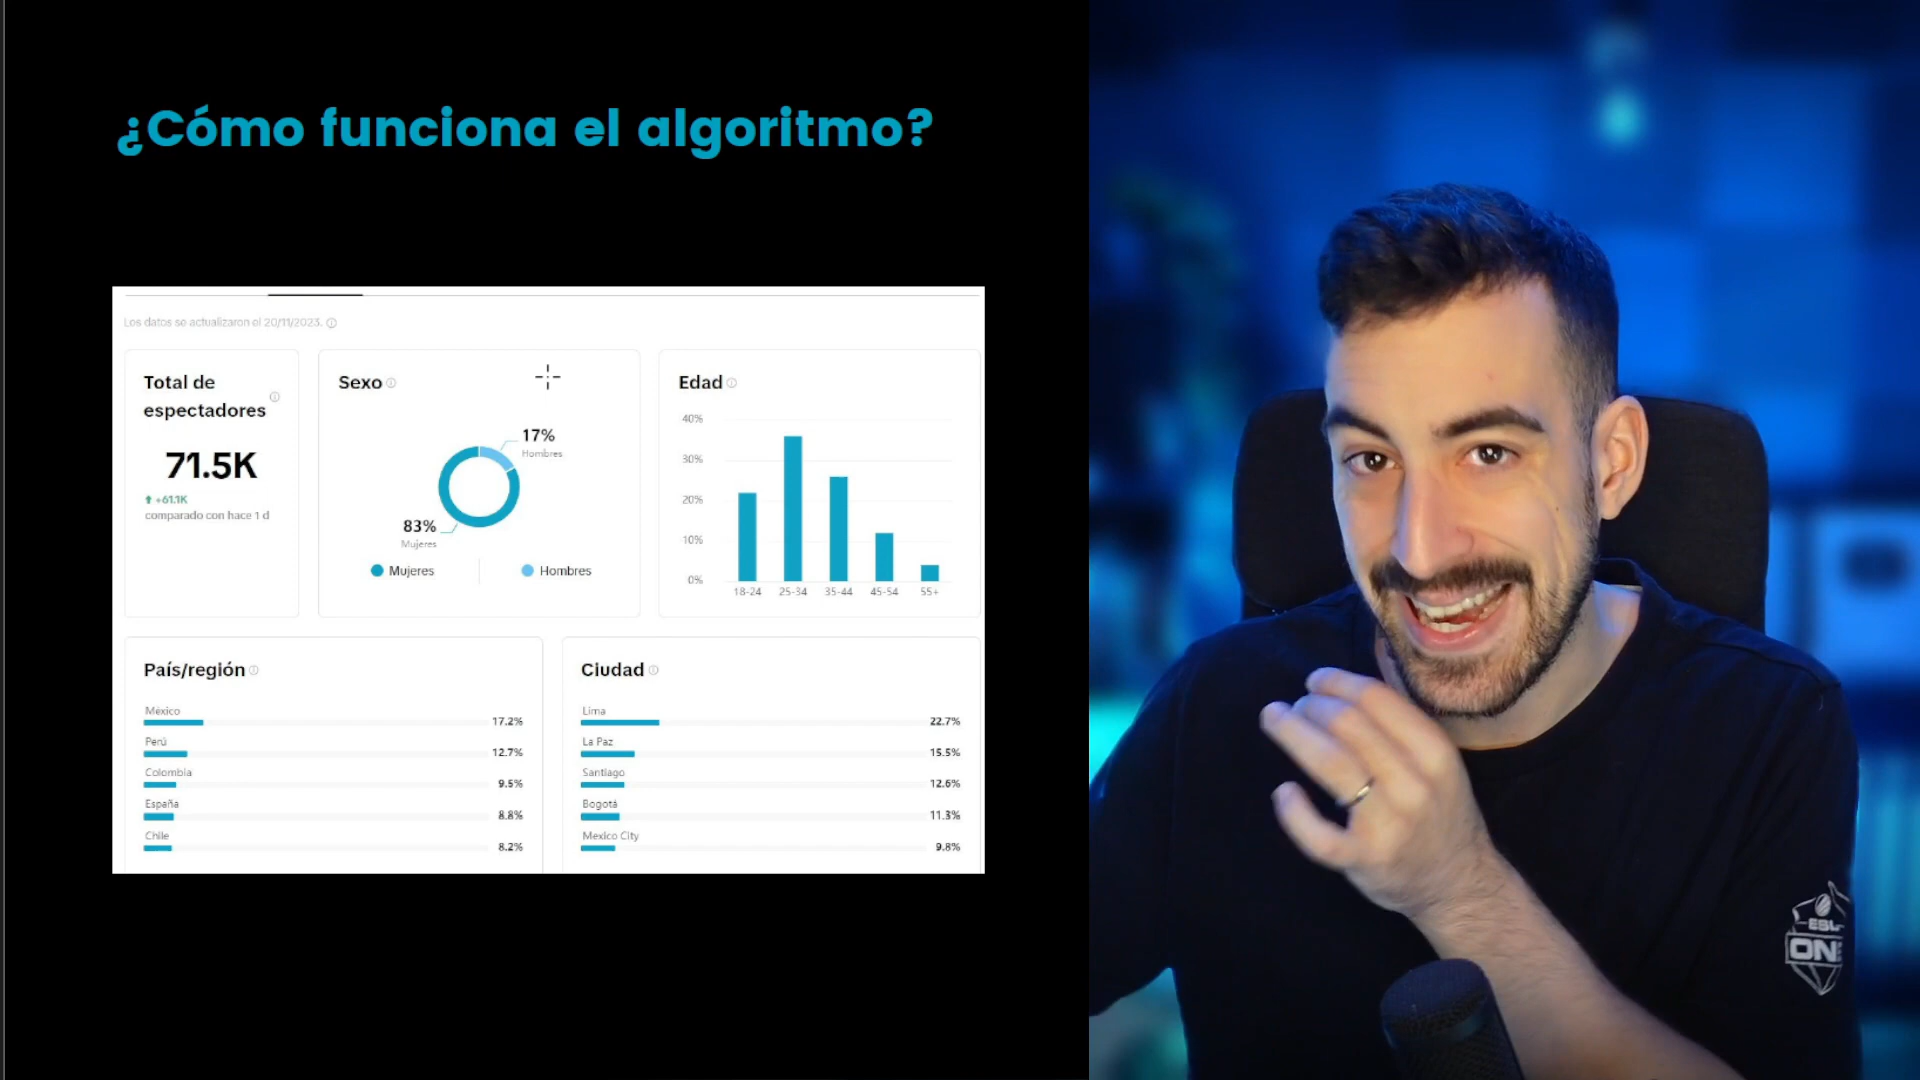 ¿Cómo funciona el algoritmo?
Los datos se actualizaron el 20/11/2023.
Total de
espectadores
71.5K
+61.1K
comparado con hace 1 d
Sexo
17%
Hombres
83%
Mujeres
Mujeres
Hombres
Edad
40%
30%
20%
10%
0%
18-24 25-34 35-44 45-54 55+
País/región
México 17.2%
Perú 12.7%
Colombia 9.5%
España 8.8%
Chile 8.2%
Ciudad
Lima 22.7%
La Paz 15.5%
Santiago 12.6%
Bogotá 11.3%
Mexico City 9.8%
ESL
ON